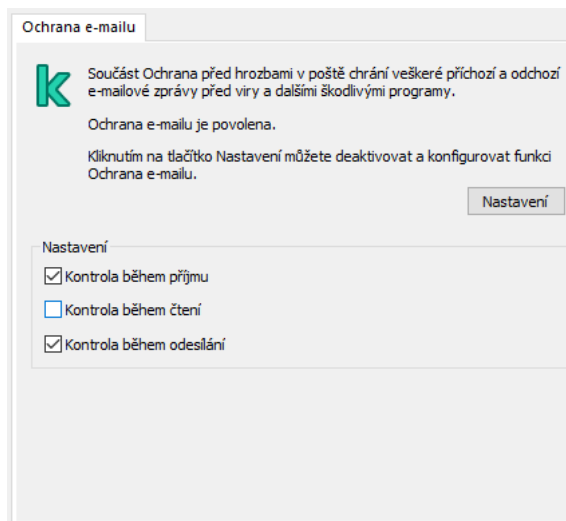 Ochrana e-mailu
Součást Ochrana před hrozbami v poště chrání veškeré příchozí a odchozí
e-mailové zprávy před viry a dalšími škodlivými programy.
Ochrana e-mailu je povolena.
Kliknutím na tlačítko Nastavení můžete deaktivovat a konfigurovat funkci
Ochrana e-mailu.
Nastavení
Nastavení
Kontrola během příjmu
Kontrola během čtení
Kontrola během odesílání